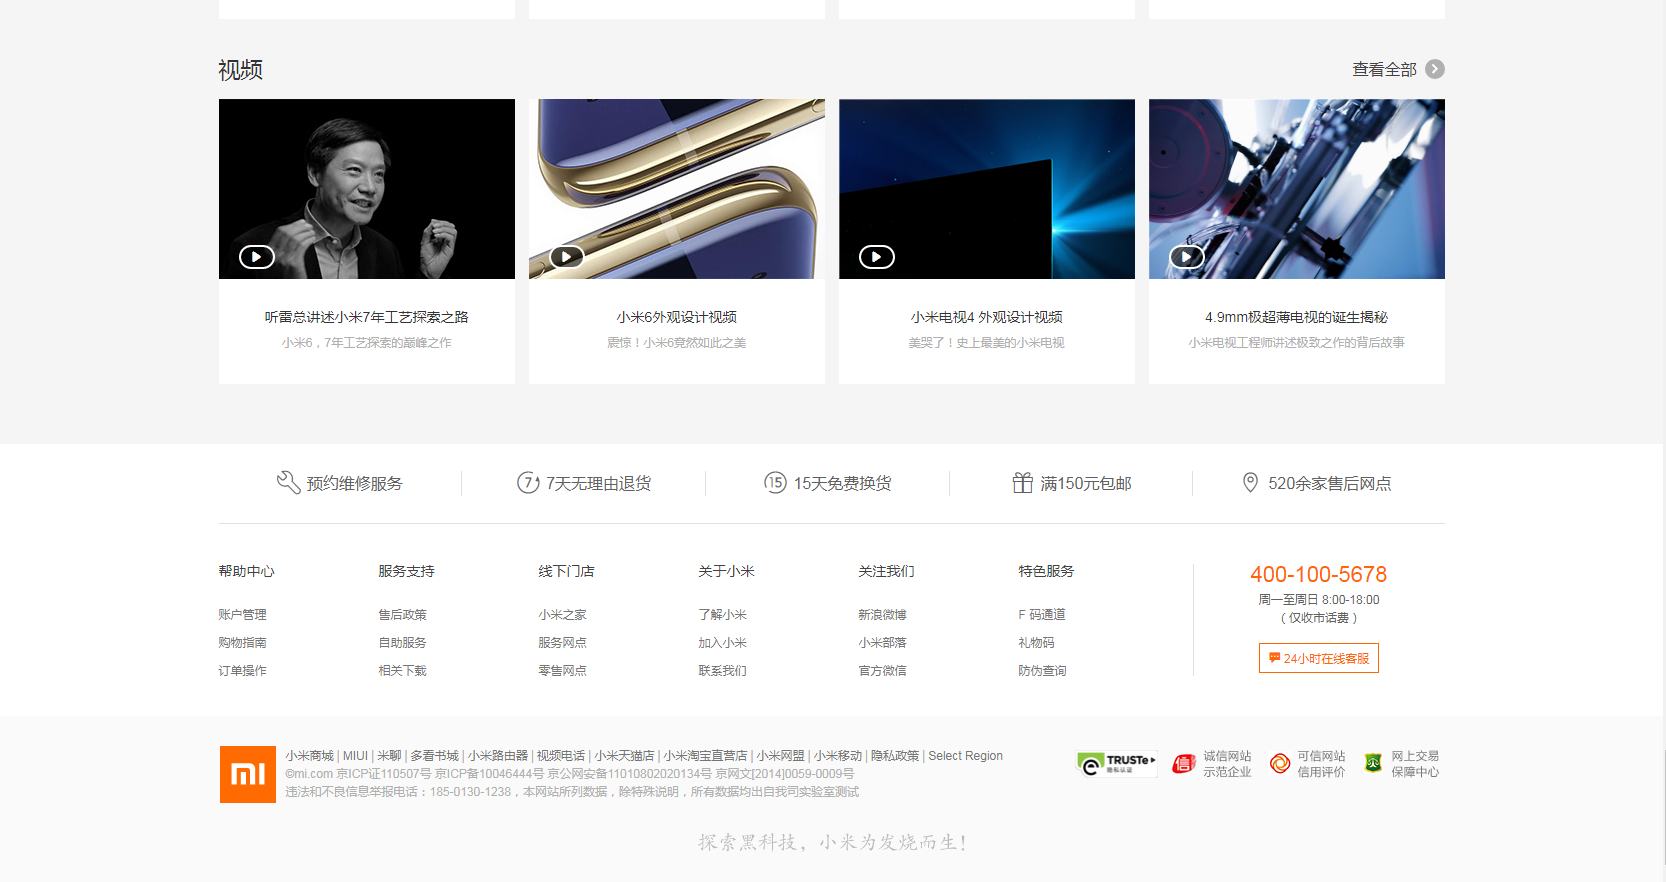 视频
查看全部
听雷总讲述小米7年工艺探索之路
小米6，7年工艺探索的巅峰之作
小米6外观设计视频
震惊！小米6竟然如此之美
小米电视4 外观设计视频
美哭了！史上最美的小米电视
4.9mm极超薄电视的诞生揭秘
小米电视工程师讲述极致之作的背后故事
预约维修服务
7 7天无理由退货
15 15天免费换货
满150元包邮
520余家售后网点
帮助中心
账户管理
购物指南
订单操作
服务支持
售后政策
自助服务
相关下载
线下门店
小米之家
服务网点
零售网点
关于小米
了解小米
加入小米
联系我们
关注我们
新浪微博
小米部落
官方微信
特色服务
F 码通道
礼物码
防伪查询
400-100-5678
周一至周日 8:00-18:00
（仅收市话费）
24小时在线客服
mi
小米商城 | MIUI | 米聊 | 多看书城 | 小米路由器 | 视频电话 | 小米天猫店 | 小米淘宝直营店 | 小米网盟 | 小米移动 | 隐私政策 | Select Region
©mi.com 京ICP证110507号 京ICP备10046444号 京公网安备11010802020134号 京网文[2014]0059-0009号
违法和不良信息举报电话：185-0130-1238，本网站所列数据，除特殊说明，所有数据均出自我司实验室测试
TRUSTe
隐私认证
信
诚信网站
示范企业
可信网站
信用评价
网上交易
保障中心
探索黑科技，小米为发烧而生！